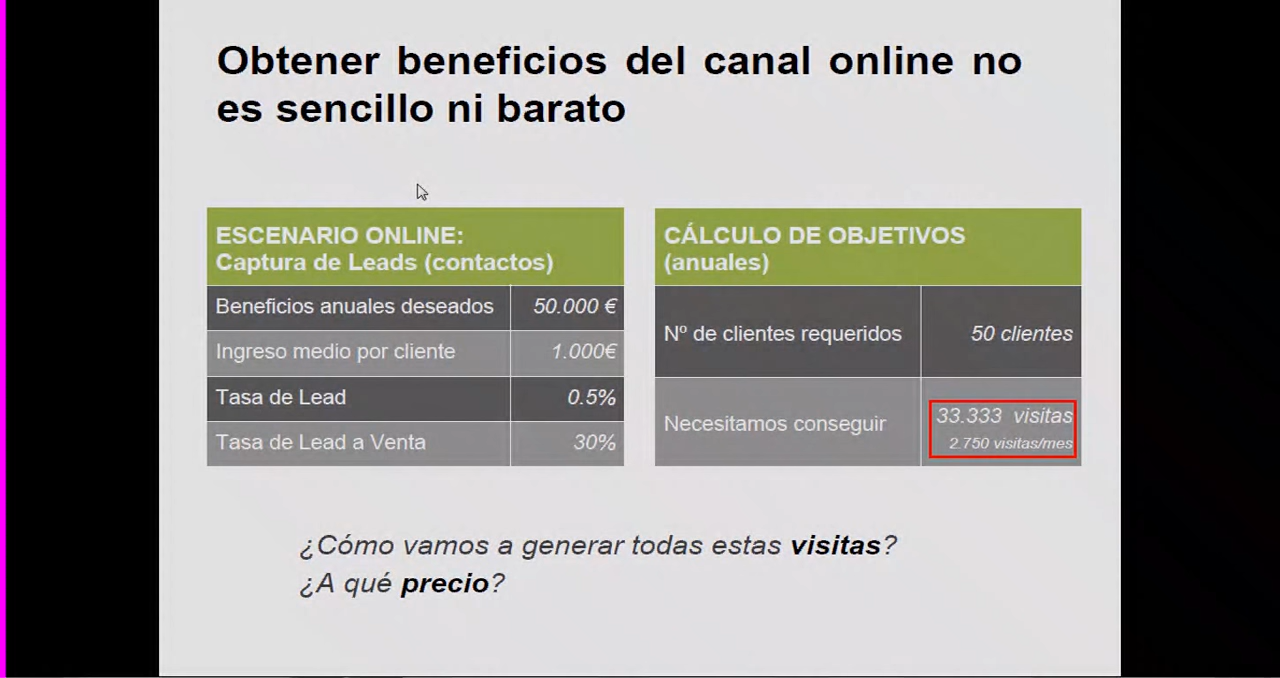 Obtener beneficios del canal online no
es sencillo ni barato
ESCENARIO ONLINE:
Captura de Leads (contactos)
Beneficios anuales deseados 50.000 €
Ingreso medio por cliente 1.000€
Tasa de Lead 0.5%
Tasa de Lead a Venta 30%
CÁLCULO DE OBJETIVOS
(anuales)
Nº de clientes requeridos 50 clientes
Necesitamos conseguir 33.333 visitas
2.750 visitas/mes
¿Cómo vamos a generar todas estas visitas?
¿A qué precio?